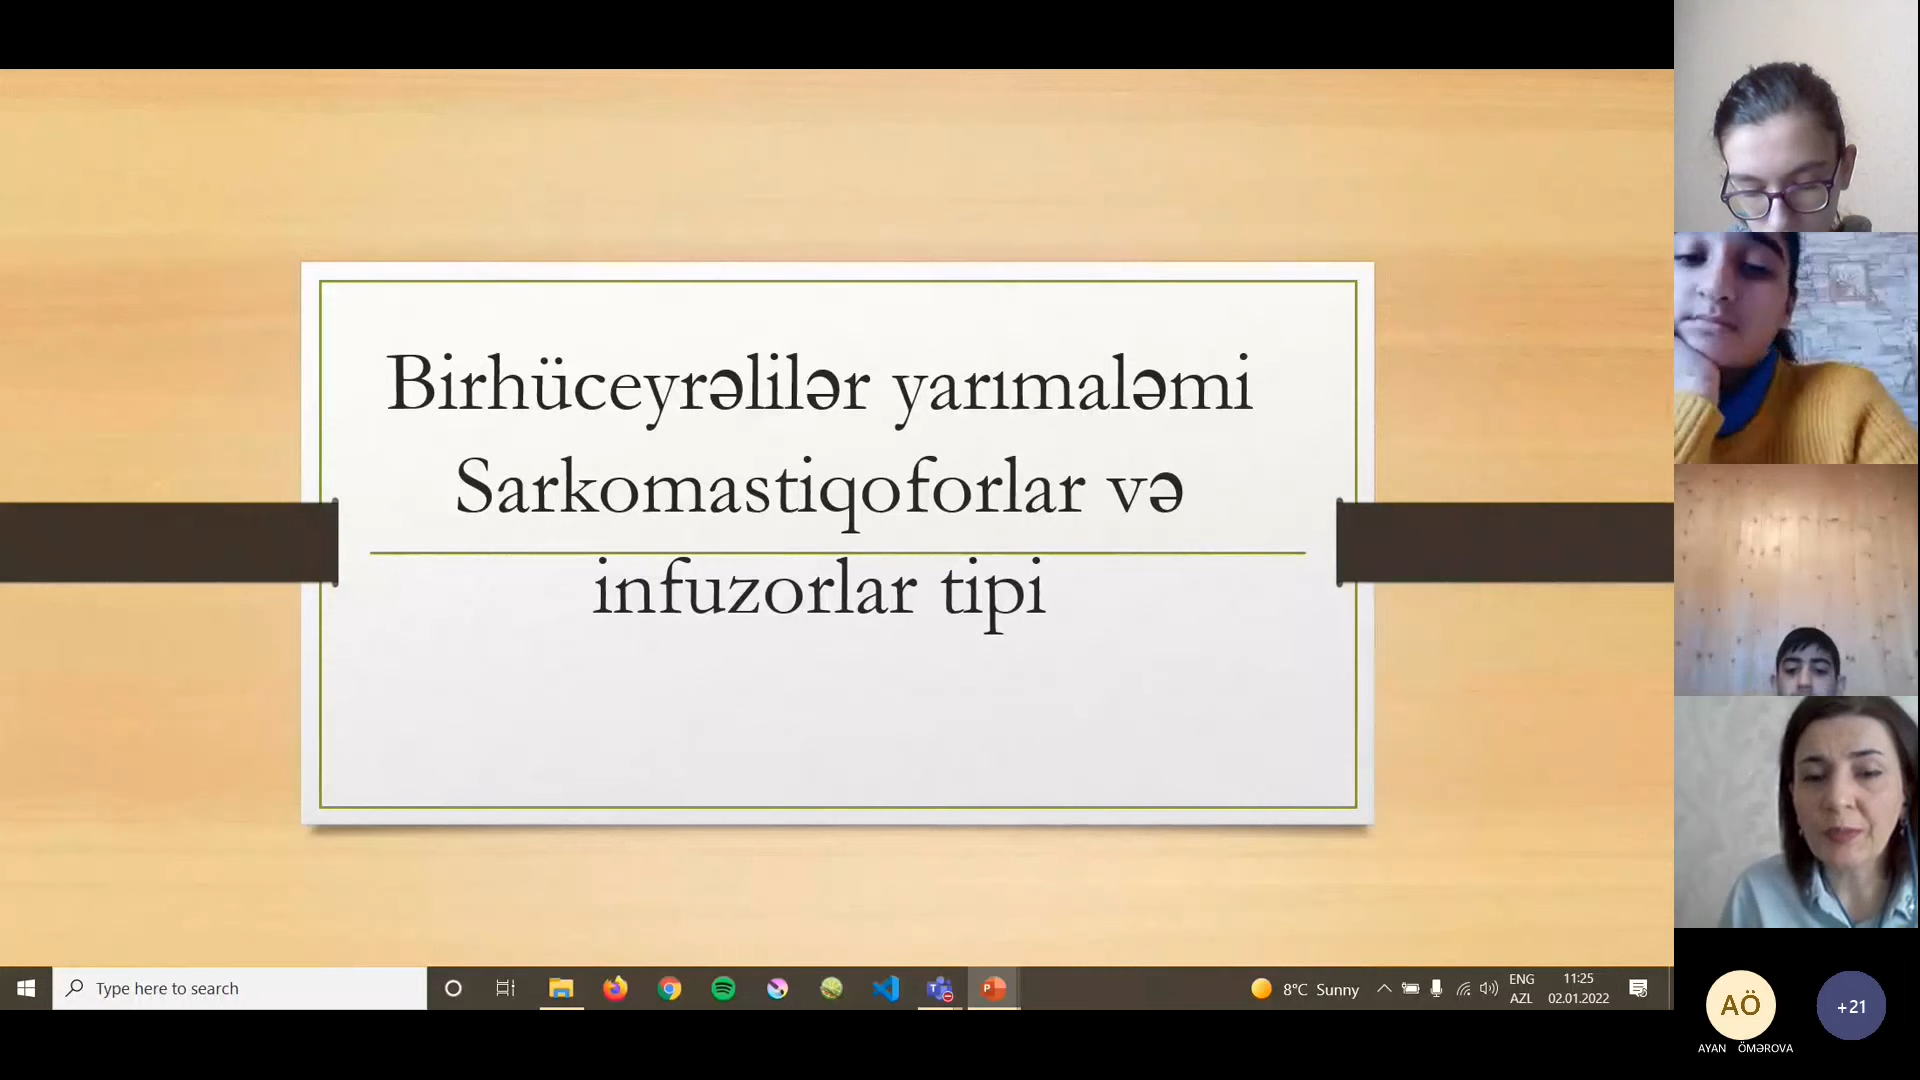 Birhüceyrəlilər yarımaləmi
Sarkomastiqoforlar və
infuzorlar tipi
Type here to search
8°C Sunny
ENG
AZL
11:25
02.01.2022
AÖ
AYAN ÖMƏROVA
+21